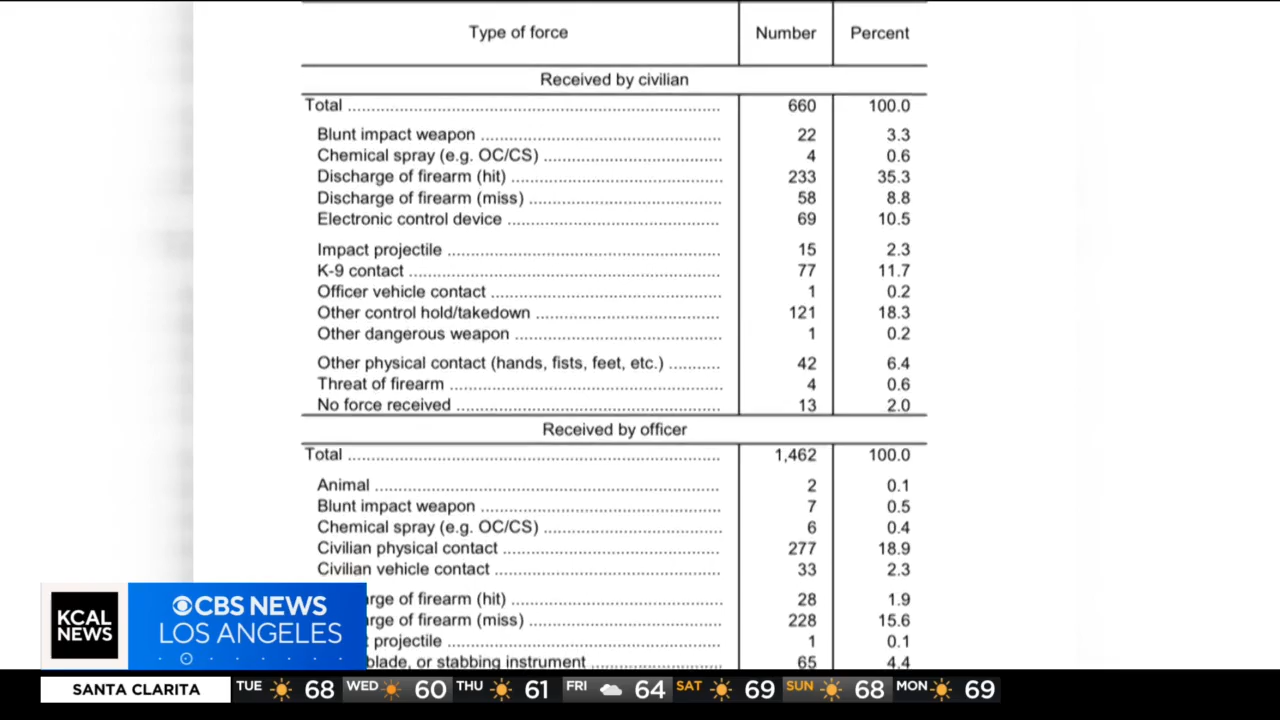 Type of force Number Percent
Received by civilian
Total 660 100.0
Blunt impact weapon 22 3.3
Chemical spray (e.g. OC/CS) 4 0.6
Discharge of firearm (hit) 233 35.3
Discharge of firearm (miss) 58 8.8
Electronic control device 69 10.5
Impact projectile 15 2.3
K-9 contact 77 11.7
Officer vehicle contact 1 0.2
Other control hold/takedown 121 18.3
Other dangerous weapon 1 0.2
Other physical contact (hands, fists, feet, etc.) 42 6.4
Threat of firearm 4 0.6
No force received 13 2.0
Received by officer
Total 1,462 100.0
Animal 2 0.1
Blunt impact weapon 7 0.5
Chemical spray (e.g. OC/CS) 6 0.4
Civilian physical contact 277 18.9
Civilian vehicle contact 33 2.3
rge of firearm (hit) 28 1.9
rge of firearm (miss) 228 15.6
projectile 1 0.1
blade, or stabbing instrument 65 4.4
KCAL
NEWS
CBS NEWS
LOS ANGELES
SANTA CLARITA TUE 68 WED 60 THU 61 FRI 64 SAT 69 SUN 68 MON 69